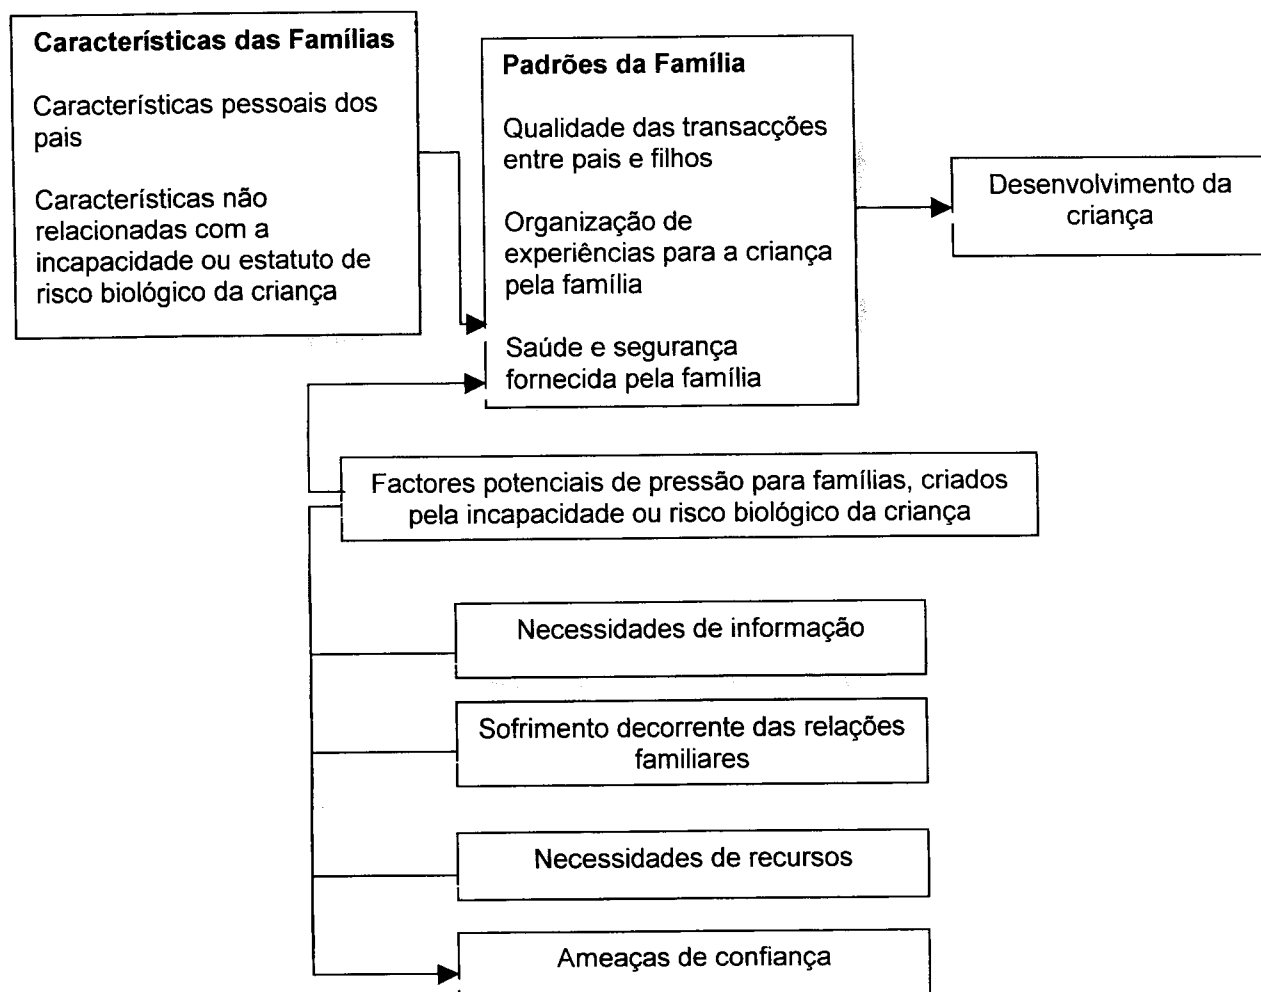 Características das Famílias
Características pessoais dos
pais
Características não
relacionadas com a
incapacidade ou estatuto de
risco biológico da criança
Padrões da Família
Qualidade das transacções
entre pais e filhos
Organização de
experiências para a criança
pela família
Saúde e segurança
fornecida pela família
Desenvolvimento da
criança
Factores potenciais de pressão para famílias, criados
pela incapacidade ou risco biológico da criança
Necessidades de informação
Sofrimento decorrente das relações
familiares
Necessidades de recursos
Ameaças de confiança